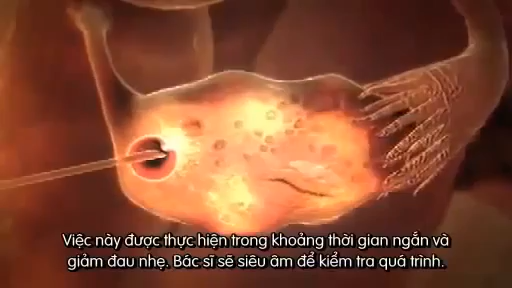 Việc này được thực hiện trong khoảng thời gian ngắn và
giảm đau nhẹ. Bác sĩ sẽ siêu âm để kiểm tra quá trình.